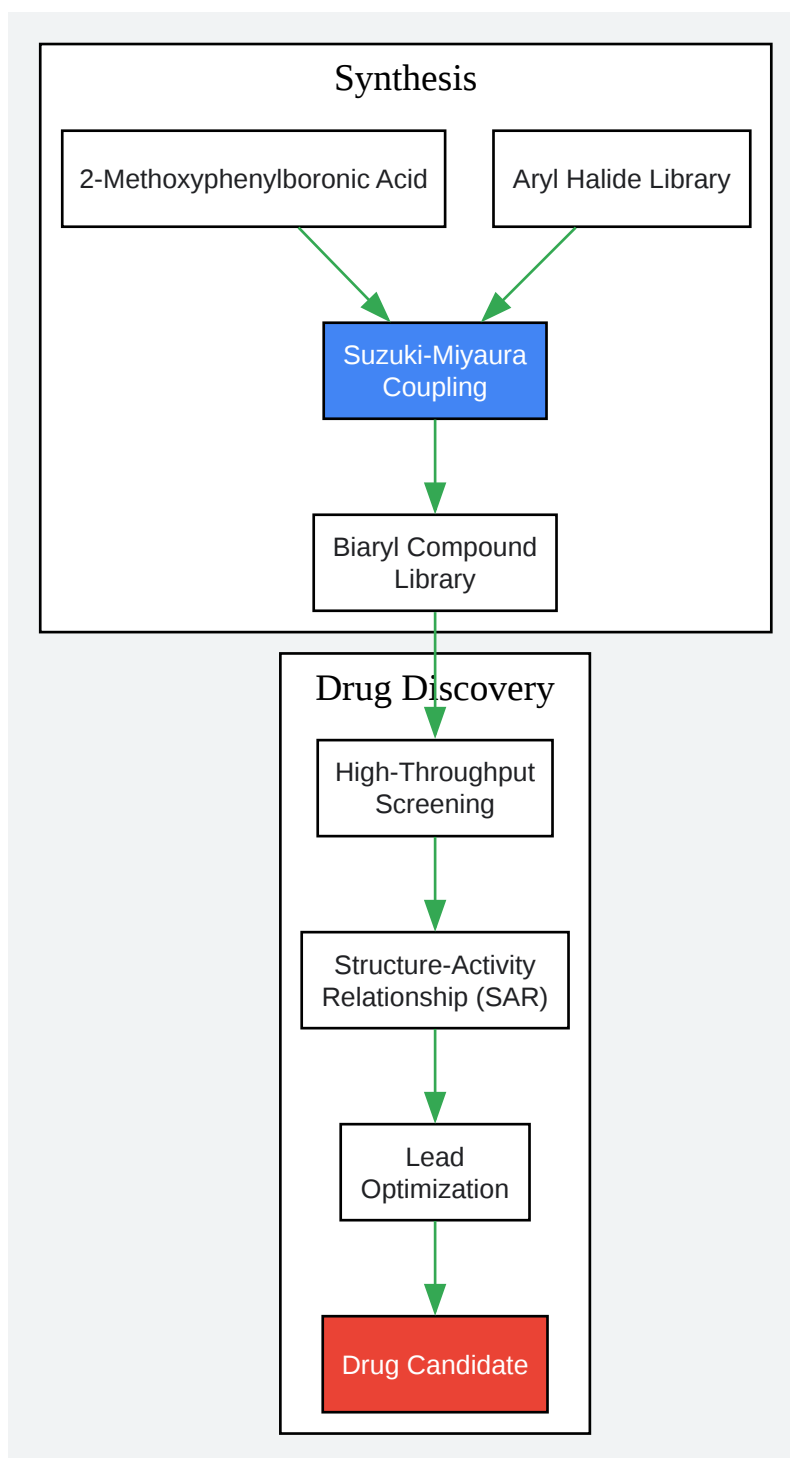 Synthesis
2-Methoxyphenylboronic Acid
Aryl Halide Library
Suzuki-Miyaura
Coupling
Biaryl Compound
Library
Drug Discovery
High-Throughput
Screening
Structure-Activity
Relationship (SAR)
Lead
Optimization
Drug Candidate